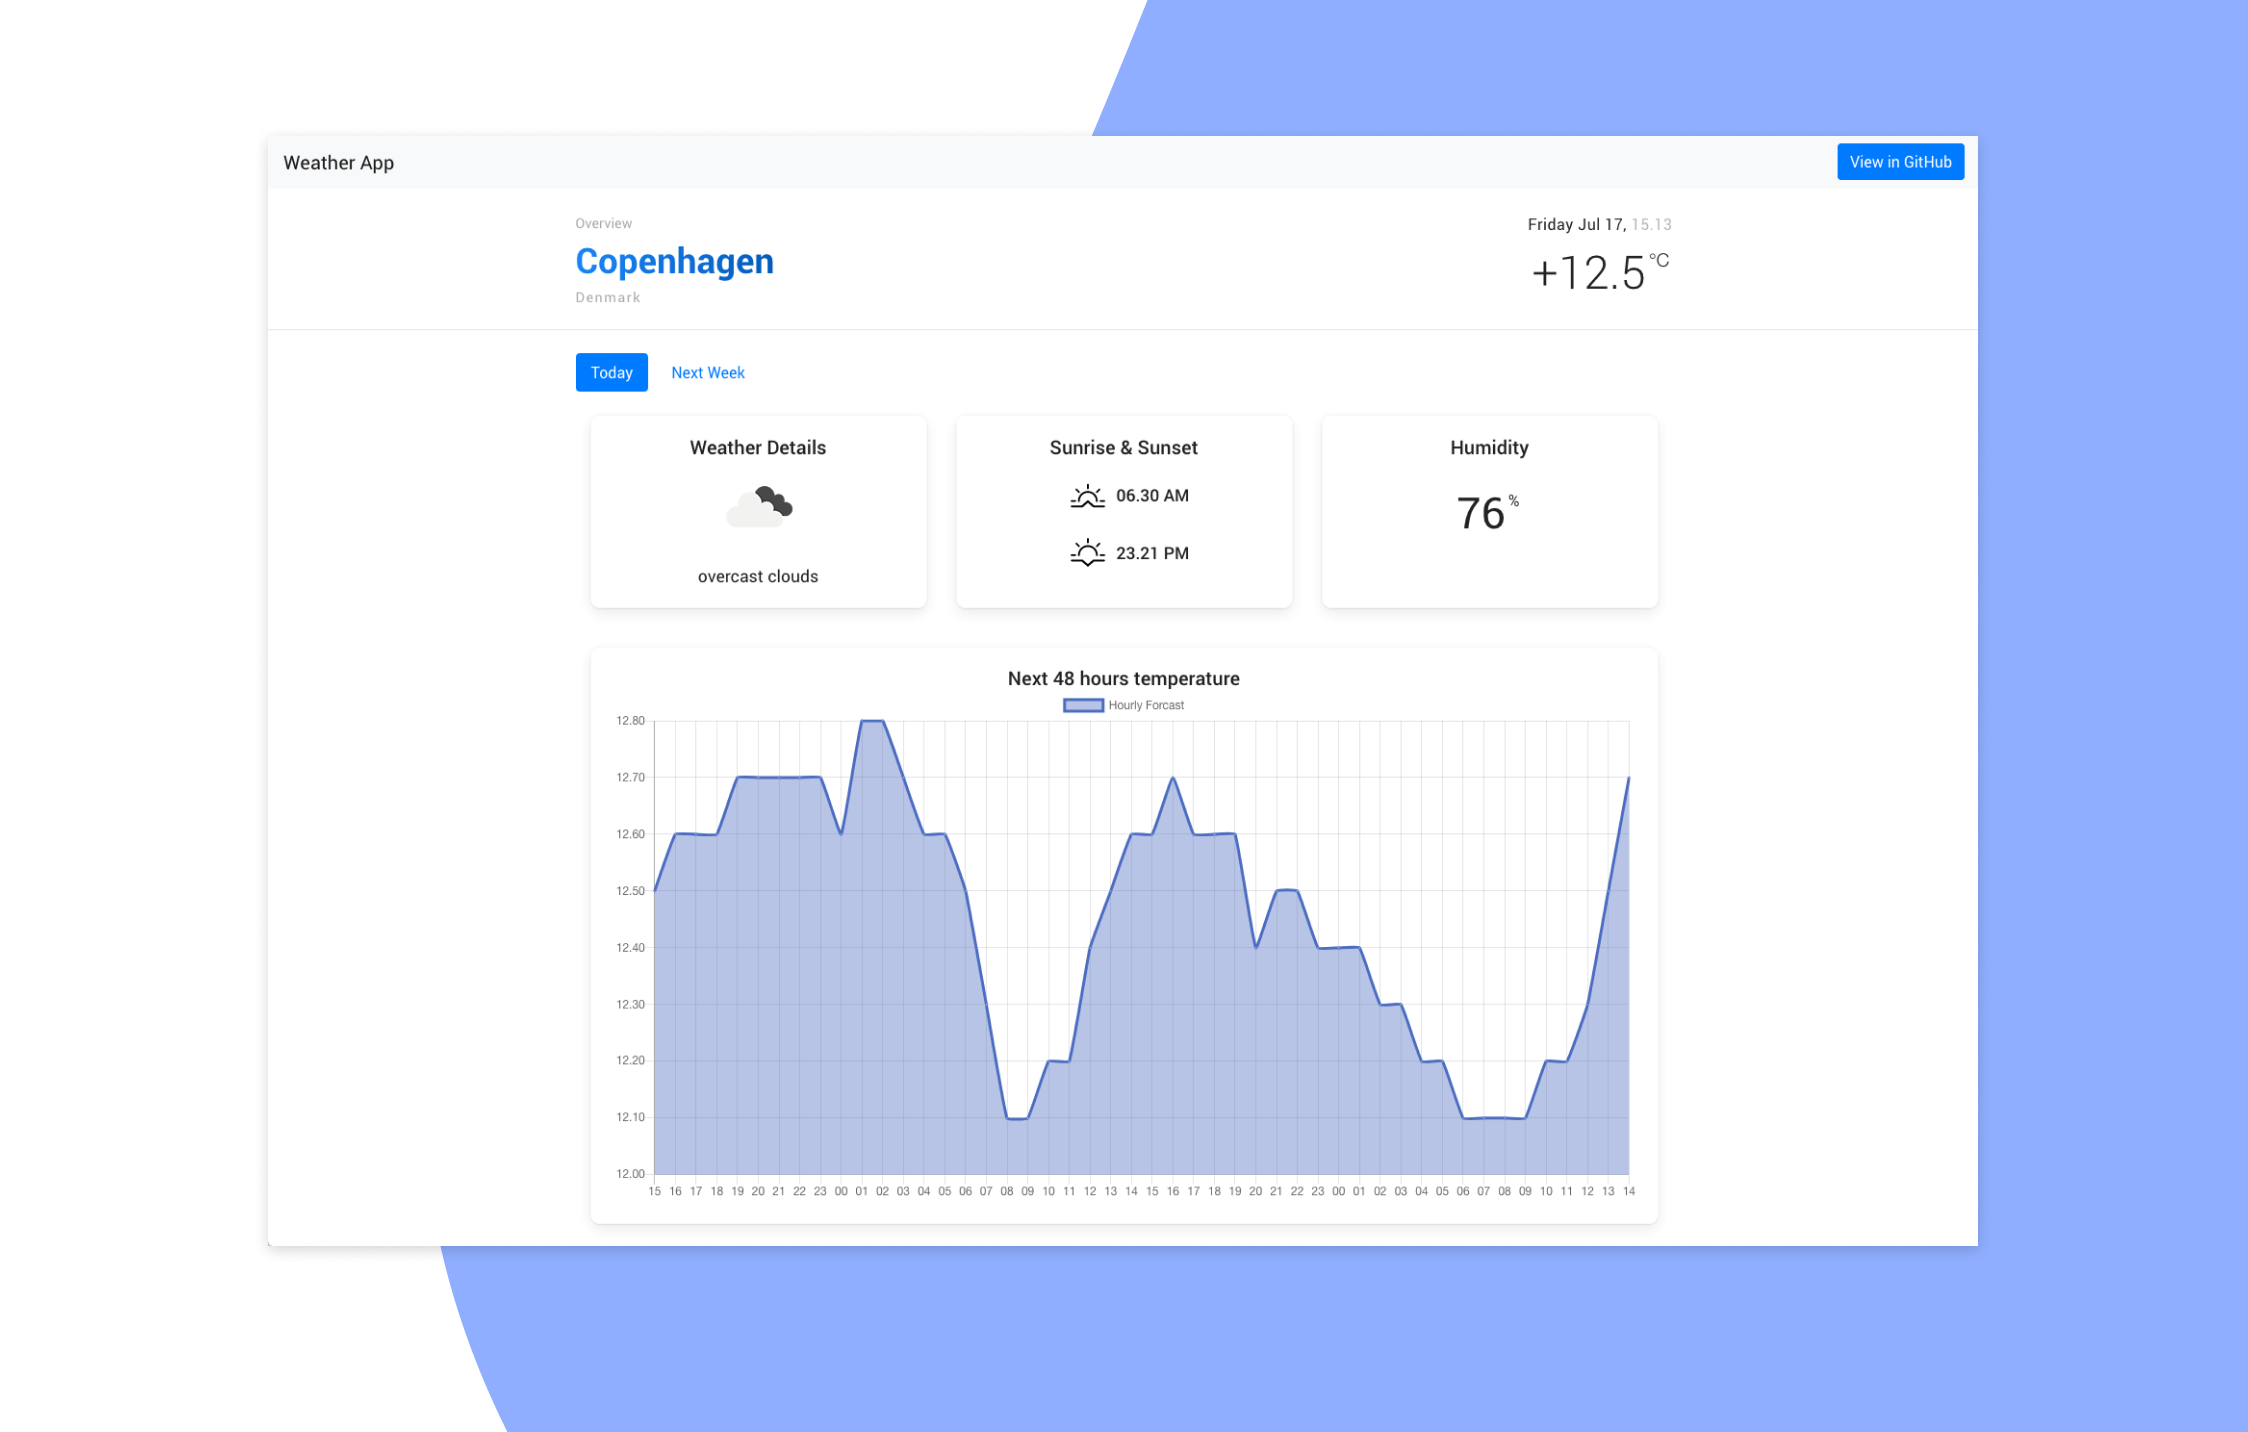 Weather App
View in GitHub
Overview
Copenhagen
Denmark
Friday Jul 17, 15.13
+12.5 °C
Today
Next Week
Weather Details
overcast clouds
Sunrise & Sunset
06.30 AM
23.21 PM
Humidity
76 %
Next 48 hours temperature
Hourly Forcast
12.80
12.70
12.60
12.50
12.40
12.30
12.20
12.10
12.00
15 16 17 18 19 20 21 22 23 00 01 02 03 04 05 06 07 08 09 10 11 12 13 14 15 16 17 18 19 20 21 22 23 00 01 02 03 04 05 06 07 08 09 10 11 12 13 14